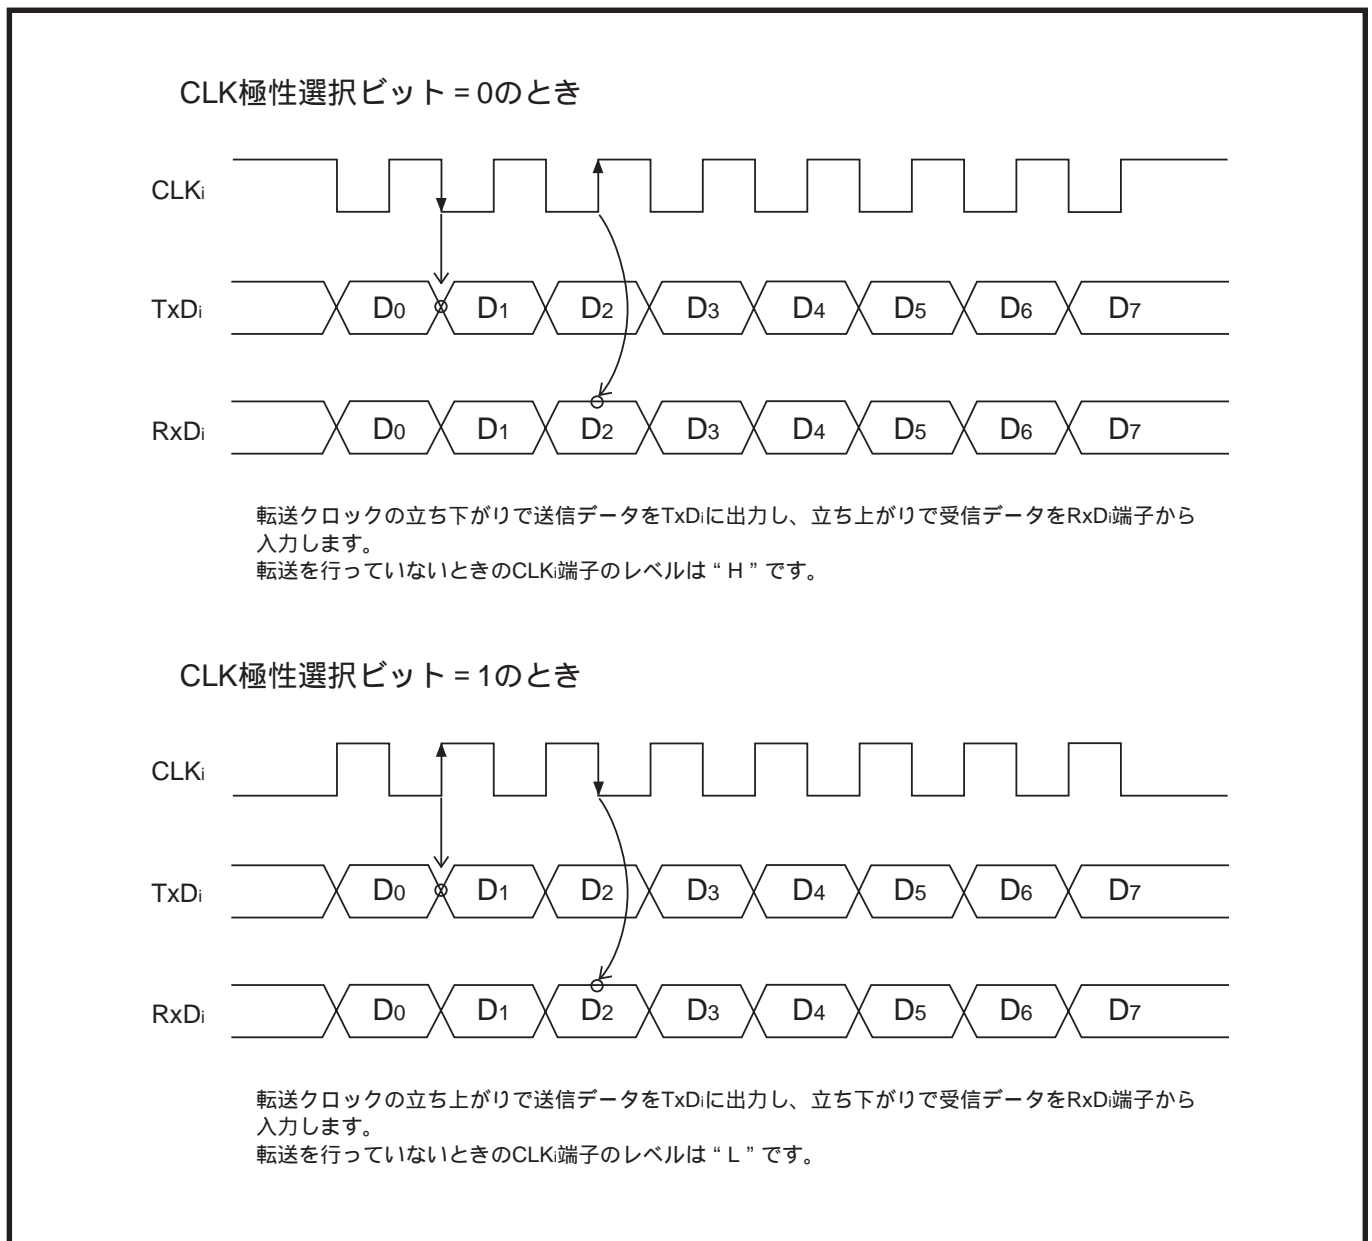 CLK極性選択ビット = 0のとき
CLKi
TxDi
D0 D1 D2 D3 D4 D5 D6 D7
RxDi
D0 D1 D2 D3 D4 D5 D6 D7
転送クロックの立ち下がりで送信データをTxDiに出力し、立ち上がりで受信データをRxDi端子から
入力します。
転送を行っていないときのCLKi端子のレベルは “ H ” です。
CLK極性選択ビット = 1のとき
CLKi
TxDi
D0 D1 D2 D3 D4 D5 D6 D7
RxDi
D0 D1 D2 D3 D4 D5 D6 D7
転送クロックの立ち上がりで送信データをTxDiに出力し、立ち下がりで受信データをRxDi端子から
入力します。
転送を行っていないときのCLKi端子のレベルは “ L ” です。